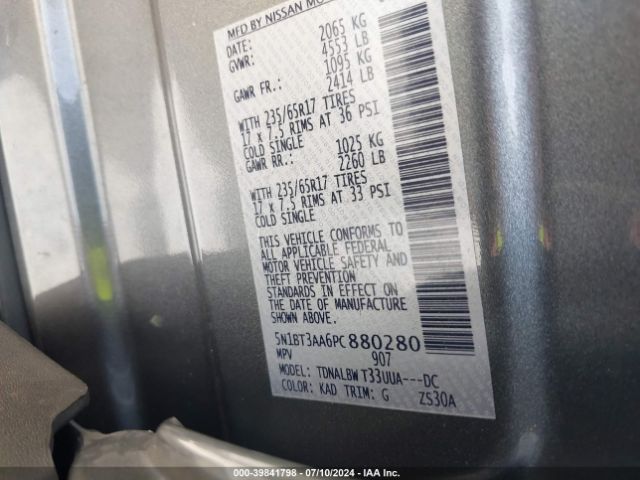 MFD BY NISSAN MO
DATE: 2065 KG
GVWR: 4553 LB
1095 KG
GAWR FR.: 2414 LB
WITH 235/65R17 TIRES
17 x 7.5 RIMS AT 36 PSI
COLD SINGLE
GAWR RR.: 1025 KG
2260 LB
WITH 235/65R17 TIRES
17 x 7.5 RIMS AT 33 PSI
COLD SINGLE
THIS VEHICLE CONFORMS TO
ALL APPLICABLE FEDERAL
MOTOR VEHICLE SAFETY AND
THEFT PREVENTION
STANDARDS IN EFFECT ON
THE DATE OF MANUFACTURE
5N1BT3AA6PC880280
MPV 907
MODEL: TDNALBW T33UUA---DC
COLOR: KAD TRIM: G ZS30A
000-39841798 - 07/10/2024 - IAA Inc.